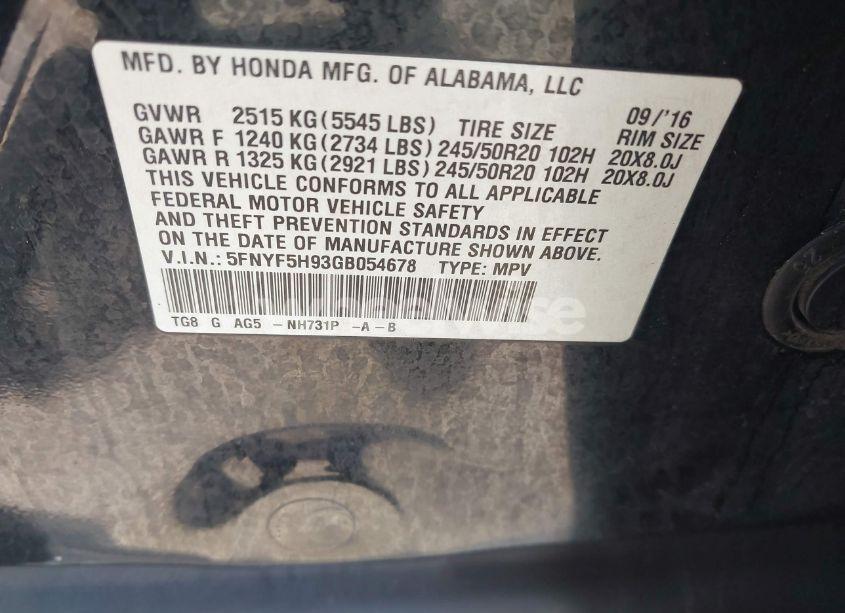 MFD. BY HONDA MFG. OF ALABAMA, LLC
09/'16
GVWR 2515 KG (5545 LBS) TIRE SIZE RIM SIZE
GAWR F 1240 KG (2734 LBS) 245/50R20 102H 20X8.0J
GAWR R 1325 KG (2921 LBS) 245/50R20 102H 20X8.0J
THIS VEHICLE CONFORMS TO ALL APPLICABLE
FEDERAL MOTOR VEHICLE SAFETY
AND THEFT PREVENTION STANDARDS IN EFFECT
ON THE DATE OF MANUFACTURE SHOWN ABOVE.
V.I.N.: 5FNYF5H93GB054678 TYPE: MPV
TG8 G AG5 -NH731P -A-B